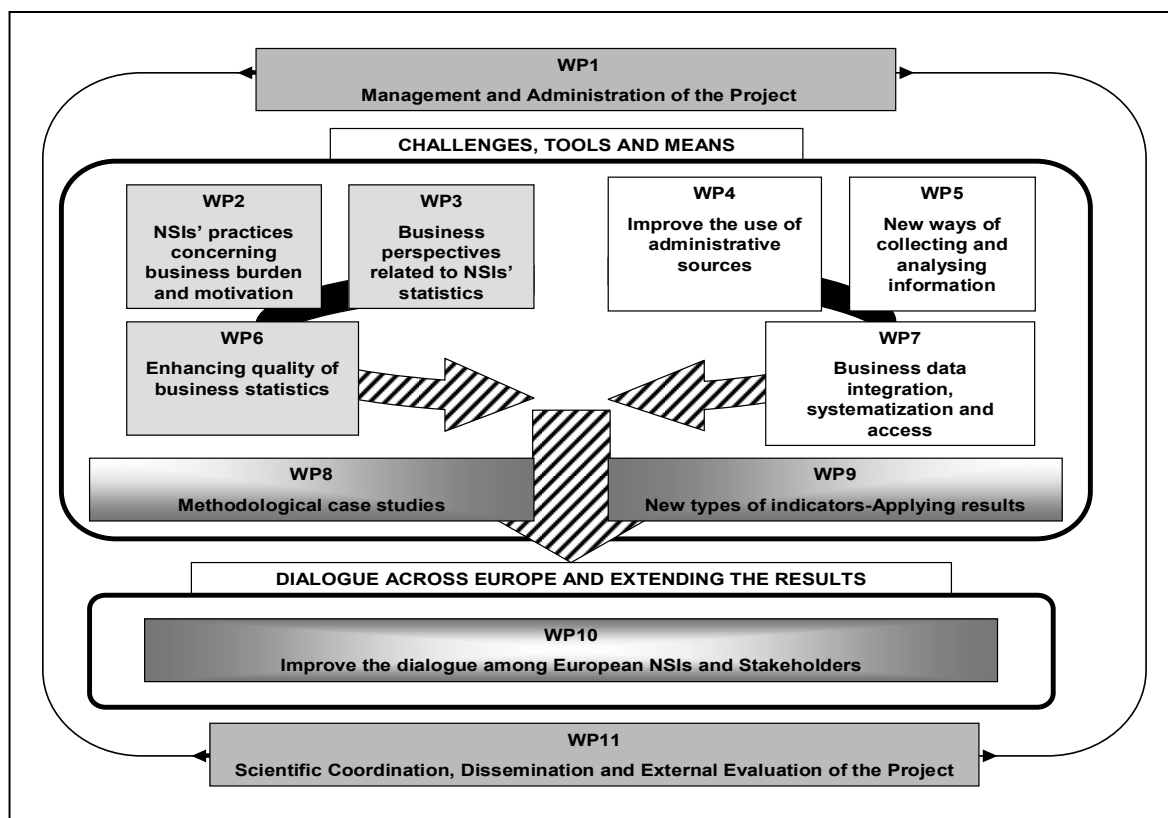 WP1
Management and Administration of the Project
CHALLENGES, TOOLS AND MEANS
WP2
NSIs' practices
concerning
business burden
and motivation
WP3
Business
perspectives
related to NSIs'
statistics
WP4
Improve the use of
administrative
sources
WP5
New ways of
collecting and
analysing
information
WP6
Enhancing quality of
business statistics
WP7
Business data
integration,
systematization and
access
WP8
Methodological case studies
WP9
New types of indicators-Applying results
DIALOGUE ACROSS EUROPE AND EXTENDING THE RESULTS
WP10
Improve the dialogue among European NSIs and Stakeholders
WP11
Scientific Coordination, Dissemination and External Evaluation of the Project